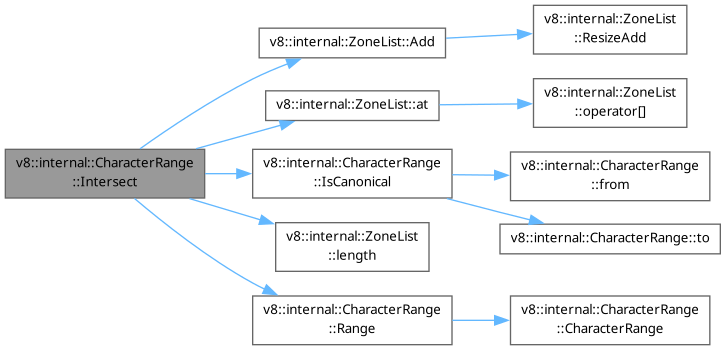 v8::internal::CharacterRange
::Intersect
v8::internal::ZoneList::Add
v8::internal::ZoneList
::ResizeAdd
v8::internal::ZoneList::at
v8::internal::ZoneList
::operator[]
v8::internal::CharacterRange
::IsCanonical
v8::internal::CharacterRange
::from
v8::internal::CharacterRange::to
v8::internal::ZoneList
::length
v8::internal::CharacterRange
::Range
v8::internal::CharacterRange
::CharacterRange